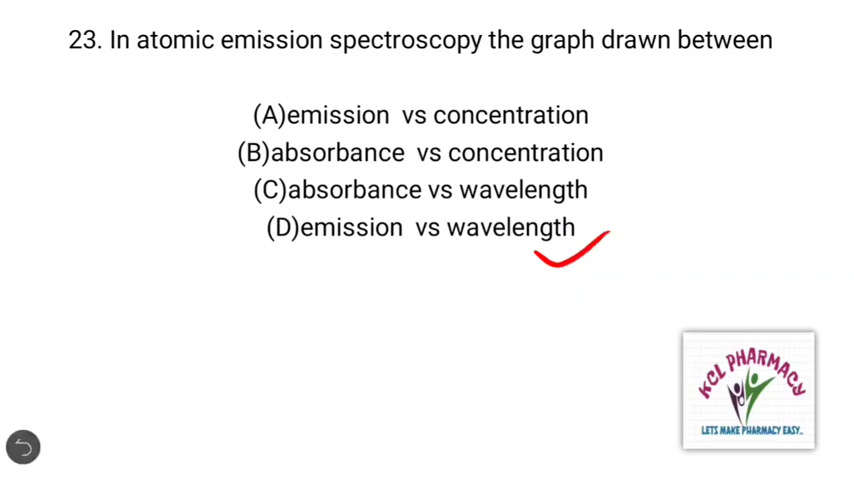 23. In atomic emission spectroscopy the graph drawn between
(A)emission vs concentration
(B)absorbance vs concentration
(C)absorbance vs wavelength
(D)emission vs wavelength
KCL PHARMACY
LETS MAKE PHARMACY EASY..